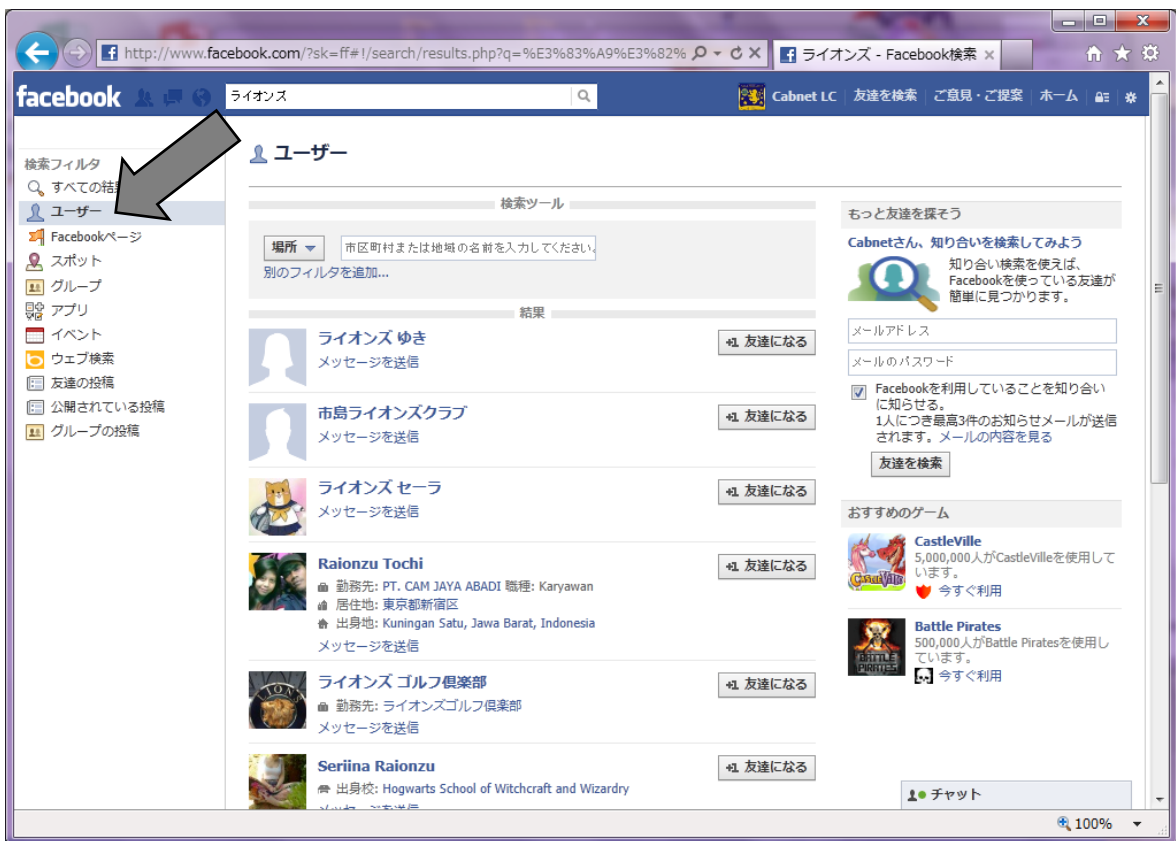 http://www.facebook.com/?sk=ff#!/search/results.php?q=%E3%83%A9%E3%82%
ライオンズ - Facebook検索
facebook
ライオンズ
Cabnet LC
友達を検索
ご意見・ご提案
ホーム
検索フィルタ
すべての結
ユーザー
Facebookページ
スポット
グループ
アプリ
イベント
ウェブ検索
友達の投稿
公開されている投稿
グループの投稿
ユーザー
検索ツール
場所
市区町村または地域の名前を入力してください。
別のフィルタを追加...
結果
ライオンズ ゆき
メッセージを送信
+1 友達になる
市島ライオンズクラブ
メッセージを送信
+1 友達になる
ライオンズ セーラ
メッセージを送信
+1 友達になる
Raionzu Tochi
勤務先: PT. CAM JAYA ABADI 職種: Karyawan
居住地: 東京都新宿区
出身地: Kuningan Satu, Jawa Barat, Indonesia
メッセージを送信
+1 友達になる
LIONS
ライオンズ ゴルフ倶楽部
勤務先: ライオンズゴルフ倶楽部
メッセージを送信
+1 友達になる
Seriina Raionzu
出身校: Hogwarts School of Witchcraft and Wizardry
+1 友達になる
もっと友達を探そう
Cabnetさん、知り合いを検索してみよう
知り合い検索を使えば、
Facebookを使っている友達が
簡単に見つかります。
メールアドレス
メールのパスワード
Facebookを利用していることを知り合い
に知らせる。
1人につき最高3件のお知らせメールが送信
されます。メールの内容を見る
友達を検索
おすすめのゲーム
CastleVille
5,000,000人がCastleVilleを使用して
います。
今すぐ利用
CastleVille
Battle Pirates
500,000人がBattle Piratesを使用し
ています。
今すぐ利用
BATTLE
PIRATES
チャット
100%